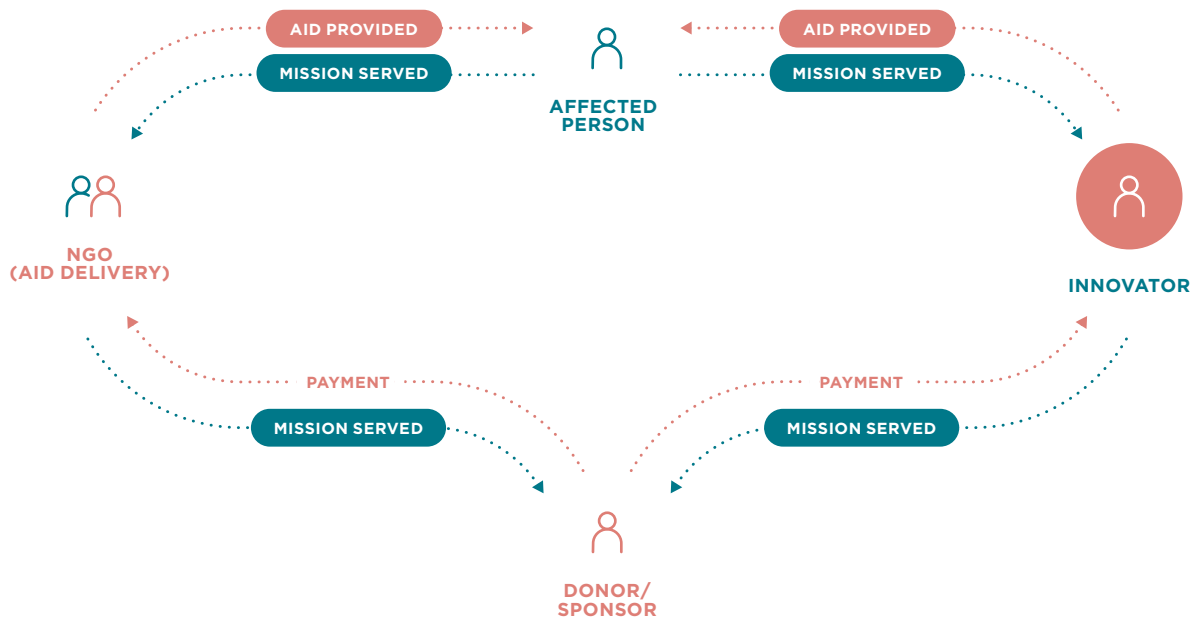 AID PROVIDED
AID PROVIDED
MISSION SERVED
MISSION SERVED
AFFECTED
PERSON
NGO
(AID DELIVERY)
INNOVATOR
PAYMENT
PAYMENT
MISSION SERVED
MISSION SERVED
DONOR/
SPONSOR